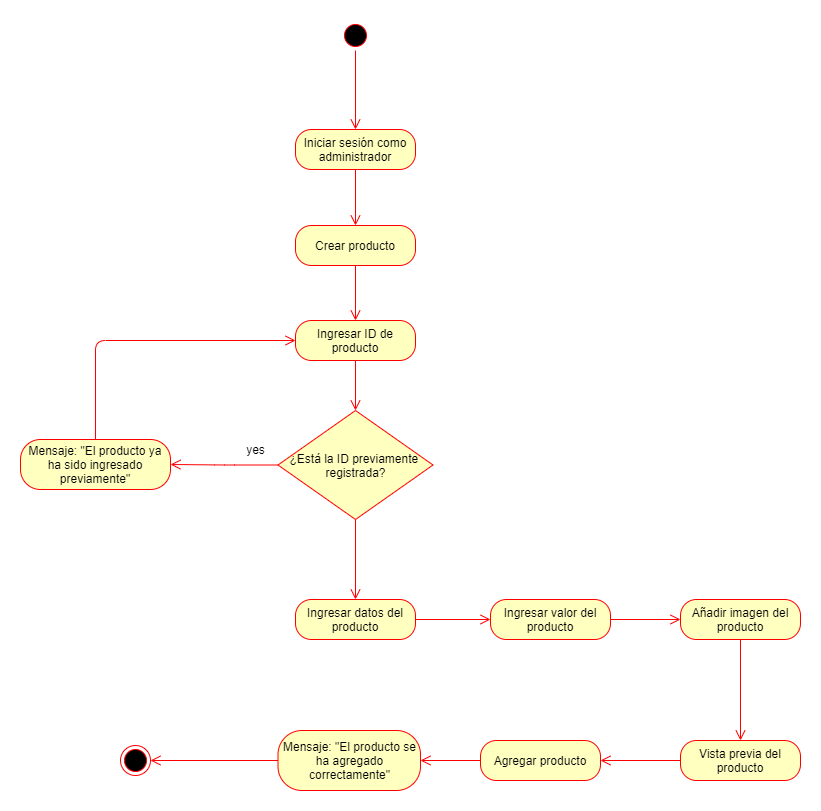 Iniciar sesión como
administrador
Crear producto
Ingresar ID de
producto
yes
¿Está la ID previamente
registrada?
Mensaje: "El producto ya
ha sido ingresado
previamente"
Ingresar datos del
producto
Ingresar valor del
producto
Añadir imagen del
producto
Vista previa del
producto
Agregar producto
Mensaje: "El producto se
ha agregado
correctamente"